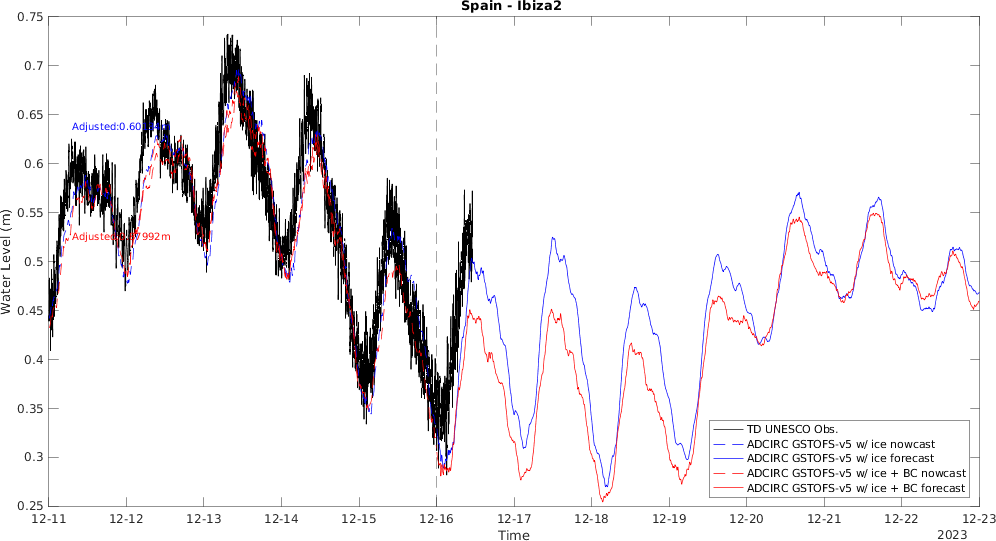 Spain - Ibiza2
0.75
0.7
0.65
0.6
0.55
0.5
0.45
0.4
0.35
0.3
0.25
Water Level (m)
Adjusted:0.60
TD UNESCO Obs.
ADCIRC GSTOFS-v5 w/ ice nowcast
ADCIRC GSTOFS-v5 w/ ice forecast
ADCIRC GSTOFS-v5 w/ ice + BC nowcast
ADCIRC GSTOFS-v5 w/ ice + BC forecast
12-11 12-12 12-13 12-14 12-15 12-16 12-17 12-18 12-19 12-20 12-21 12-22 12-23
Time
2023